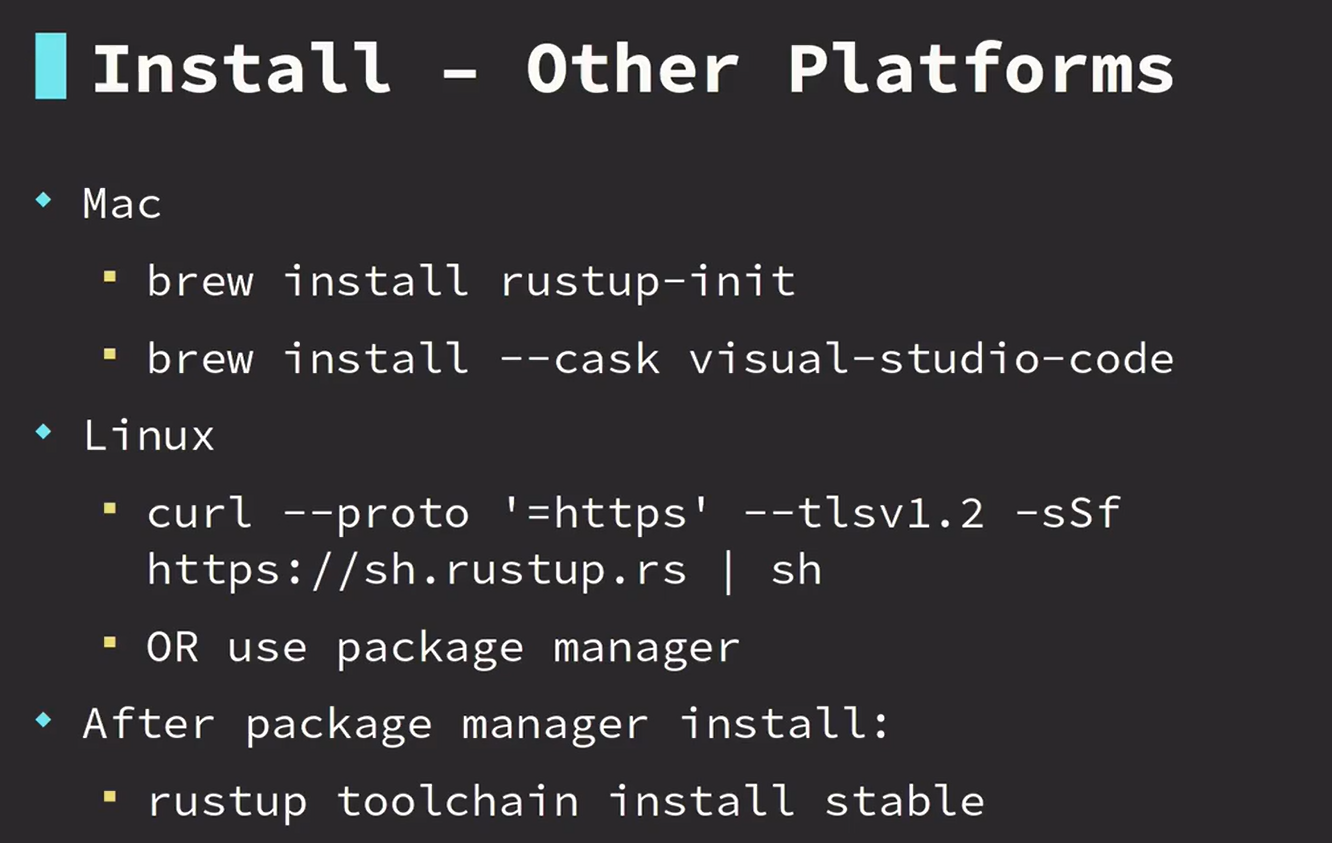 Install – Other Platforms
Mac
brew install rustup-init
brew install --cask visual-studio-code
Linux
curl --proto '=https' --tlsv1.2 -sSf
https://sh.rustup.rs | sh
OR use package manager
After package manager install:
rustup toolchain install stable